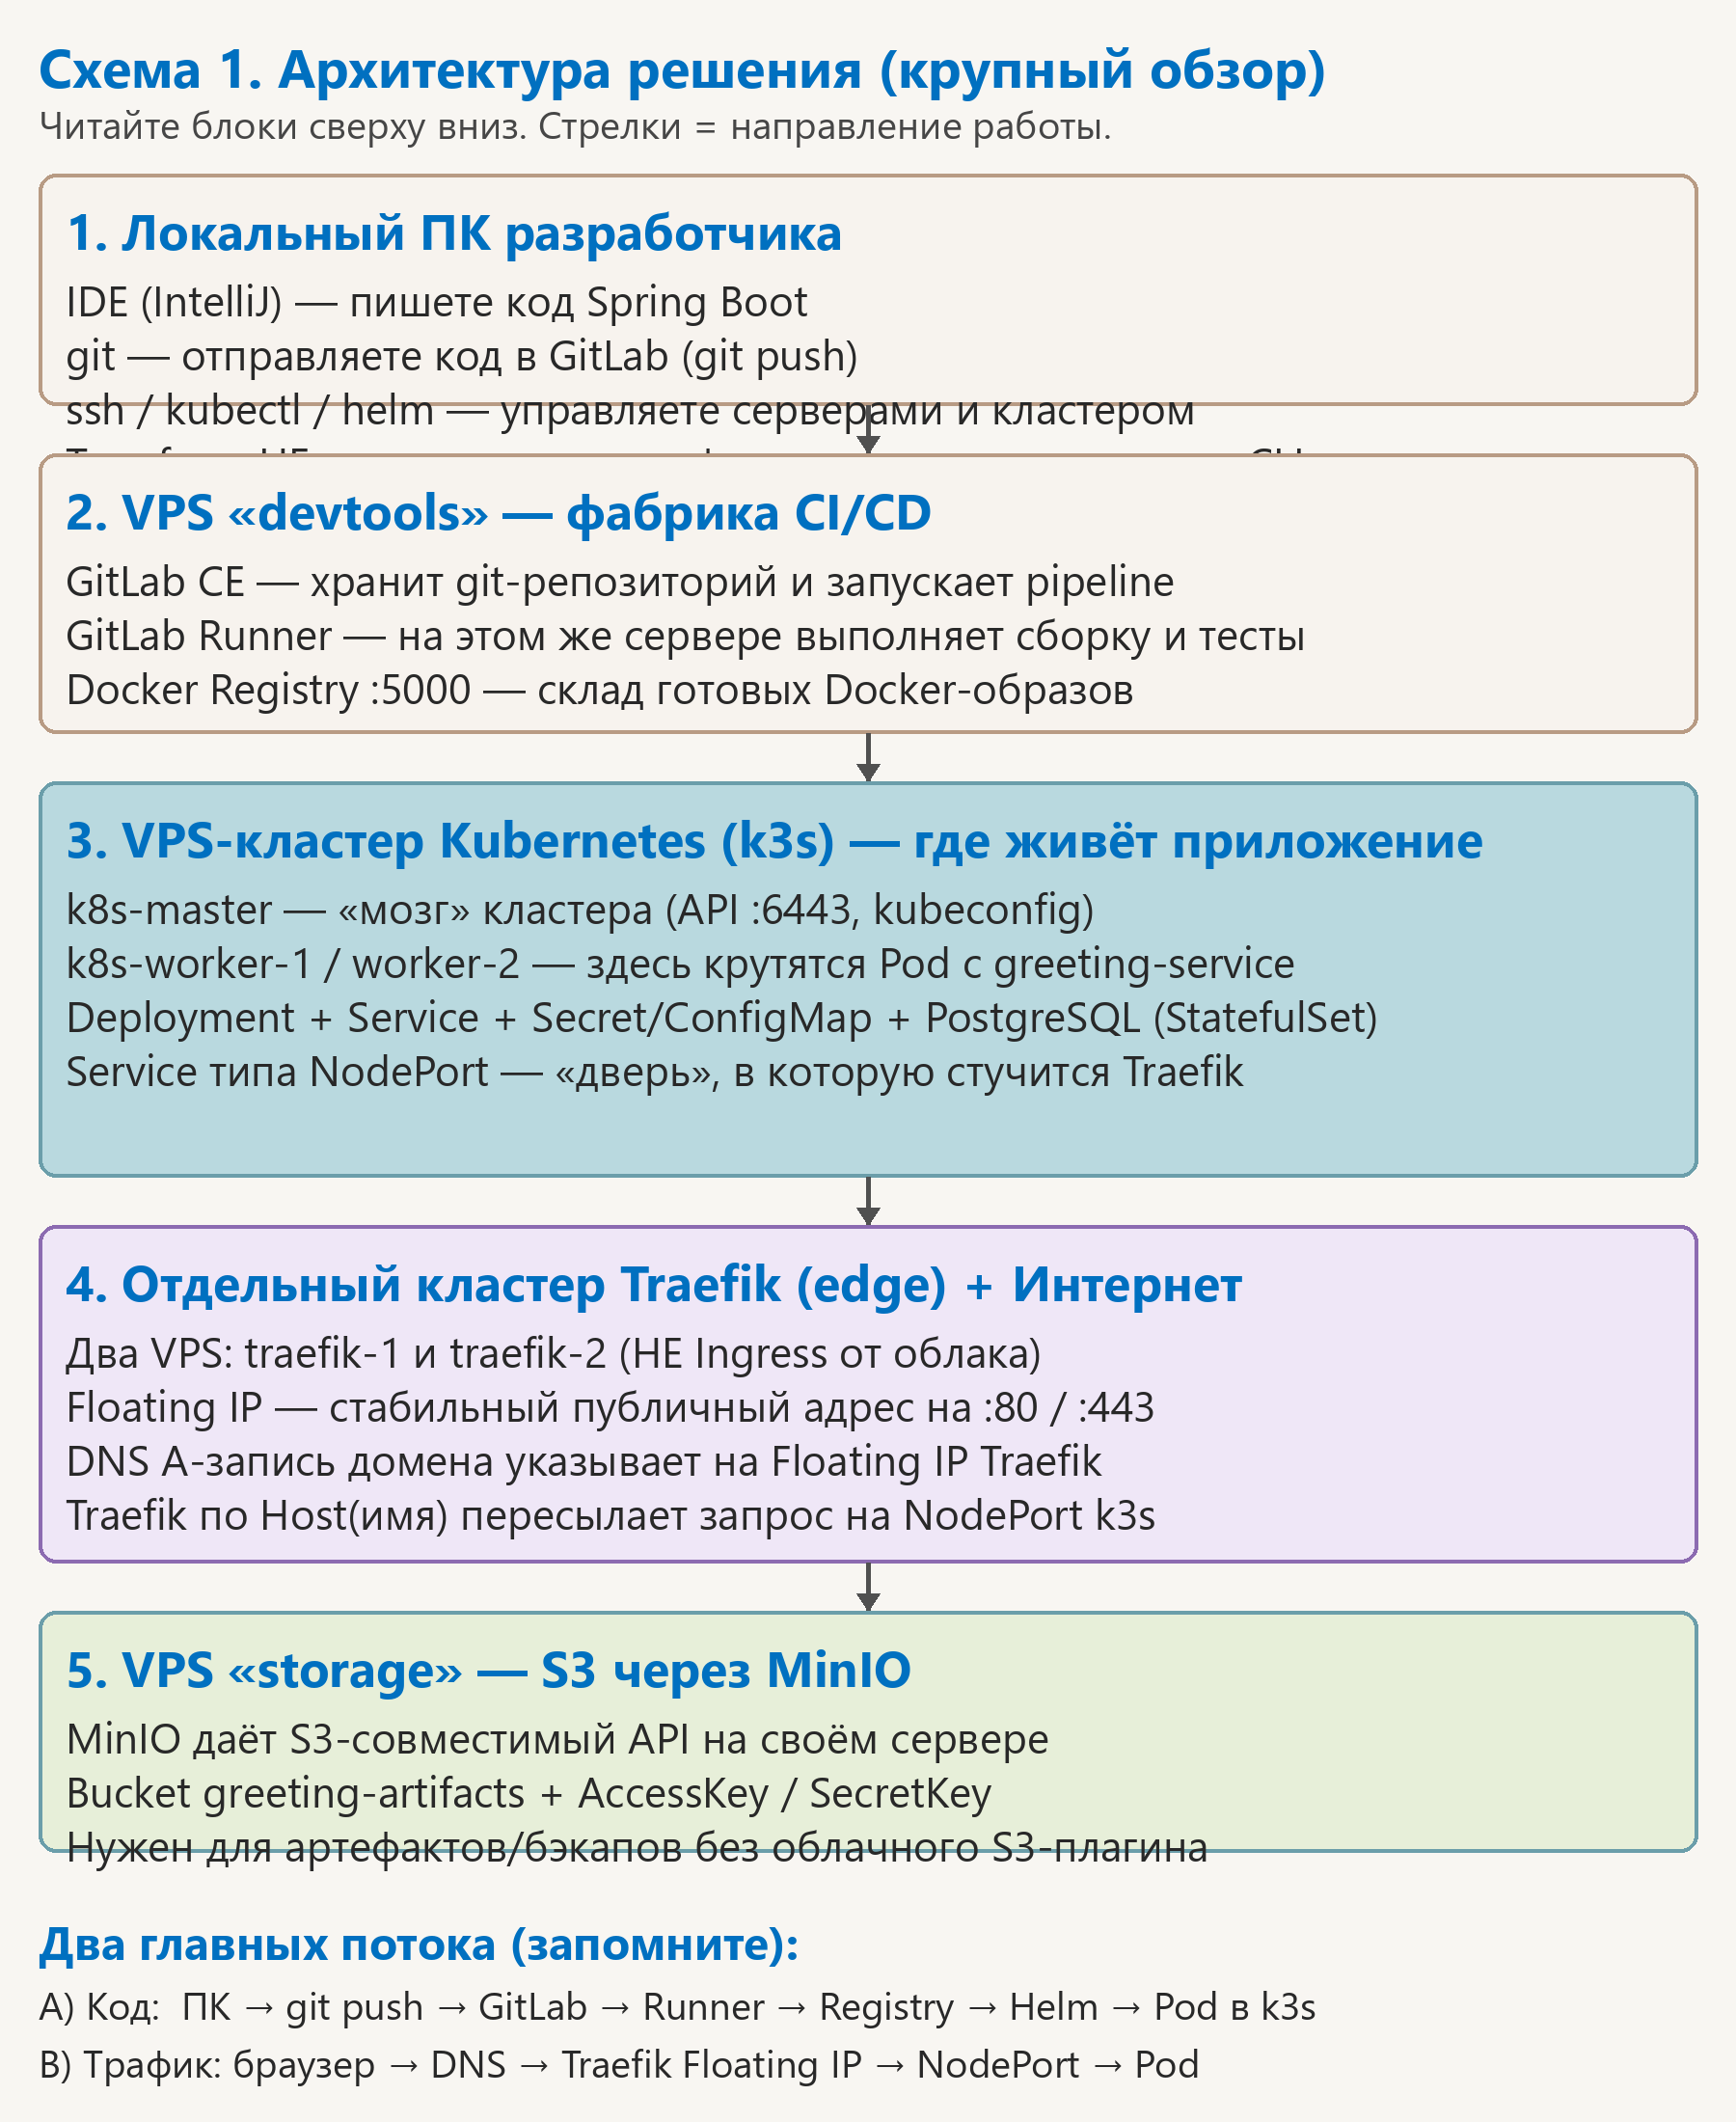 Схема 1. Архитектура решения (крупный обзор)
Читайте блоки сверху вниз. Стрелки = направление работы.
1. Локальный ПК разработчика
IDE (IntelliJ) — пишете код Spring Boot
git — отправляете код в GitLab (git push)
ssh / kubectl / helm — управляете серверами и кластером
2. VPS «devtools» — фабрика CI/CD
GitLab CE — хранит git-репозиторий и запускает pipeline
GitLab Runner — на этом же сервере выполняет сборку и тесты
Docker Registry :5000 — склад готовых Docker-образов
3. VPS-кластер Kubernetes (k3s) — где живёт приложение
k8s-master — «мозг» кластера (API :6443, kubeconfig)
k8s-worker-1 / worker-2 — здесь крутятся Pod с greeting-service
Deployment + Service + Secret/ConfigMap + PostgreSQL (StatefulSet)
Service типа NodePort — «дверь», в которую стучится Traefik
4. Отдельный кластер Traefik (edge) + Интернет
Два VPS: traefik-1 и traefik-2 (НЕ Ingress от облака)
Floating IP — стабильный публичный адрес на :80 / :443
DNS A-запись домена указывает на Floating IP Traefik
Traefik по Host(имя) пересылает запрос на NodePort k3s
5. VPS «storage» — S3 через MinIO
MinIO даёт S3-совместимый API на своём сервере
Bucket greeting-artifacts + AccessKey / SecretKey
Нужен для артефактов/бэкапов без облачного S3-плагина
Два главных потока (запомните):
A) Код: ПК → git push → GitLab → Runner → Registry → Helm → Pod в k3s
B) Трафик: браузер → DNS → Traefik Floating IP → NodePort → Pod